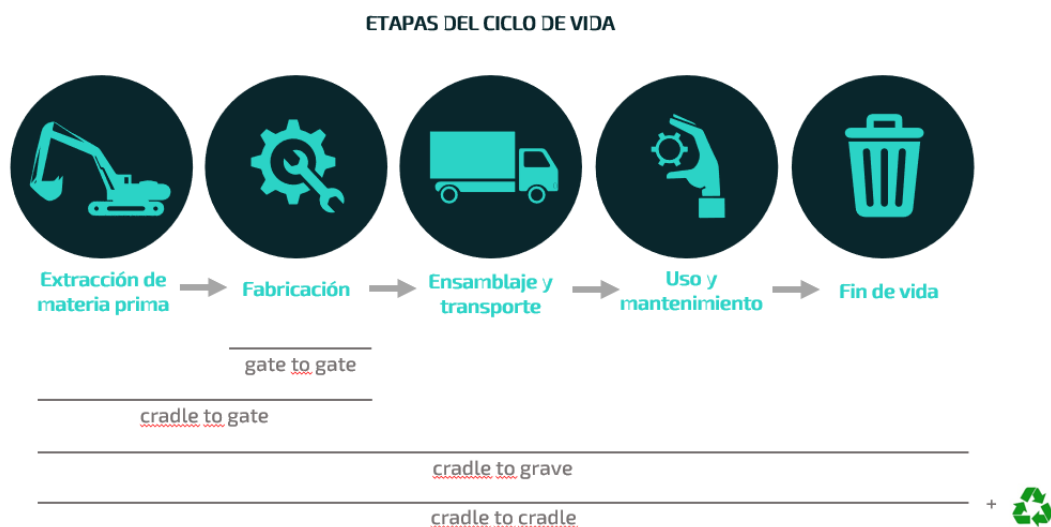 ETAPAS DEL CICLO DE VIDA
Extracción de
materia prima
Fabricación
Ensamblaje y
transporte
Uso y
mantenimiento
Fin de vida
gate to gate
cradle to gate
cradle to grave
cradle to cradle
+